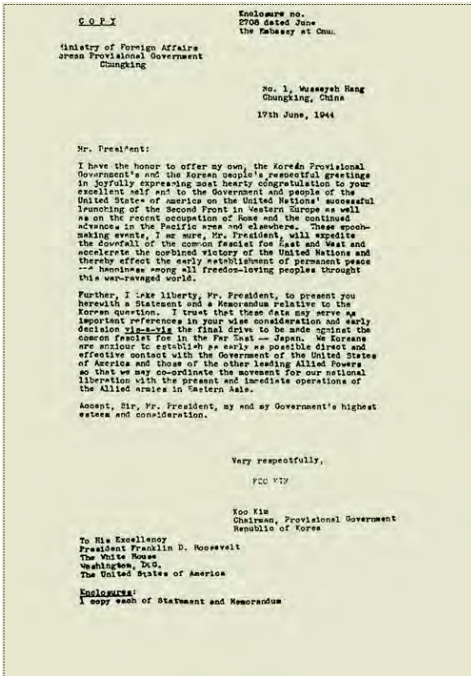 C O P Y
Enclosure no.
2708 dated June
the Embassy at
Ministry of Foreign Affairs
Korean Provisional Government
Chungking
No. 1, Wussayeh Hang
Chungking, China
17th June, 1944
Mr. President:
I have the honor to offer my own, the Korean Provisional
Government's and the Korean people's respectful greetings
in joyfully expressing most hearty congratulation to your
excellent self and to the Government and people of the
United States of America on the United Nations' successful
launching of the Second Front in Western Europe as well
as on the recent occupation of Rome and the continued
advances in the Pacific area and elsewhere. These epoch-
making events, I am sure, Mr. President, will expedite
the downfall of the common fascist foe East and West and
accelerate the combined victory of the United Nations and
thereby effect the early establishment of permanent peace
and happiness among all freedom-loving peoples throught
this war-ravaged world.
Further, I take liberty, Mr. President, to present you
herewith a Statement and a Memorandum relative to the
Korean question. I trust that these data may serve as
important references in your wise consideration and early
decision vis-a-vis the final drive to be made against the
common fascist foe in the Far East -- Japan. We Koreans
are anxious to establish as early as possible direct and
effective contact with the Government of the United States
of America and those of the other leading Allied Powers
so that we may co-ordinate the movement for our national
liberation with the present and immediate operations of
the Allied armies in Eastern Asia.
Accept, Sir, Mr. President, my and my Government's highest
esteem and consideration.
Very respectfully,
KOO KIM
Koo Kim
Chairman, Provisional Government
Republic of Korea
To His Excellency
President Franklin D. Roosevelt
The White House
Washington, D.C.
The United States of America
Enclosures:
1 copy each of Statement and Memorandum